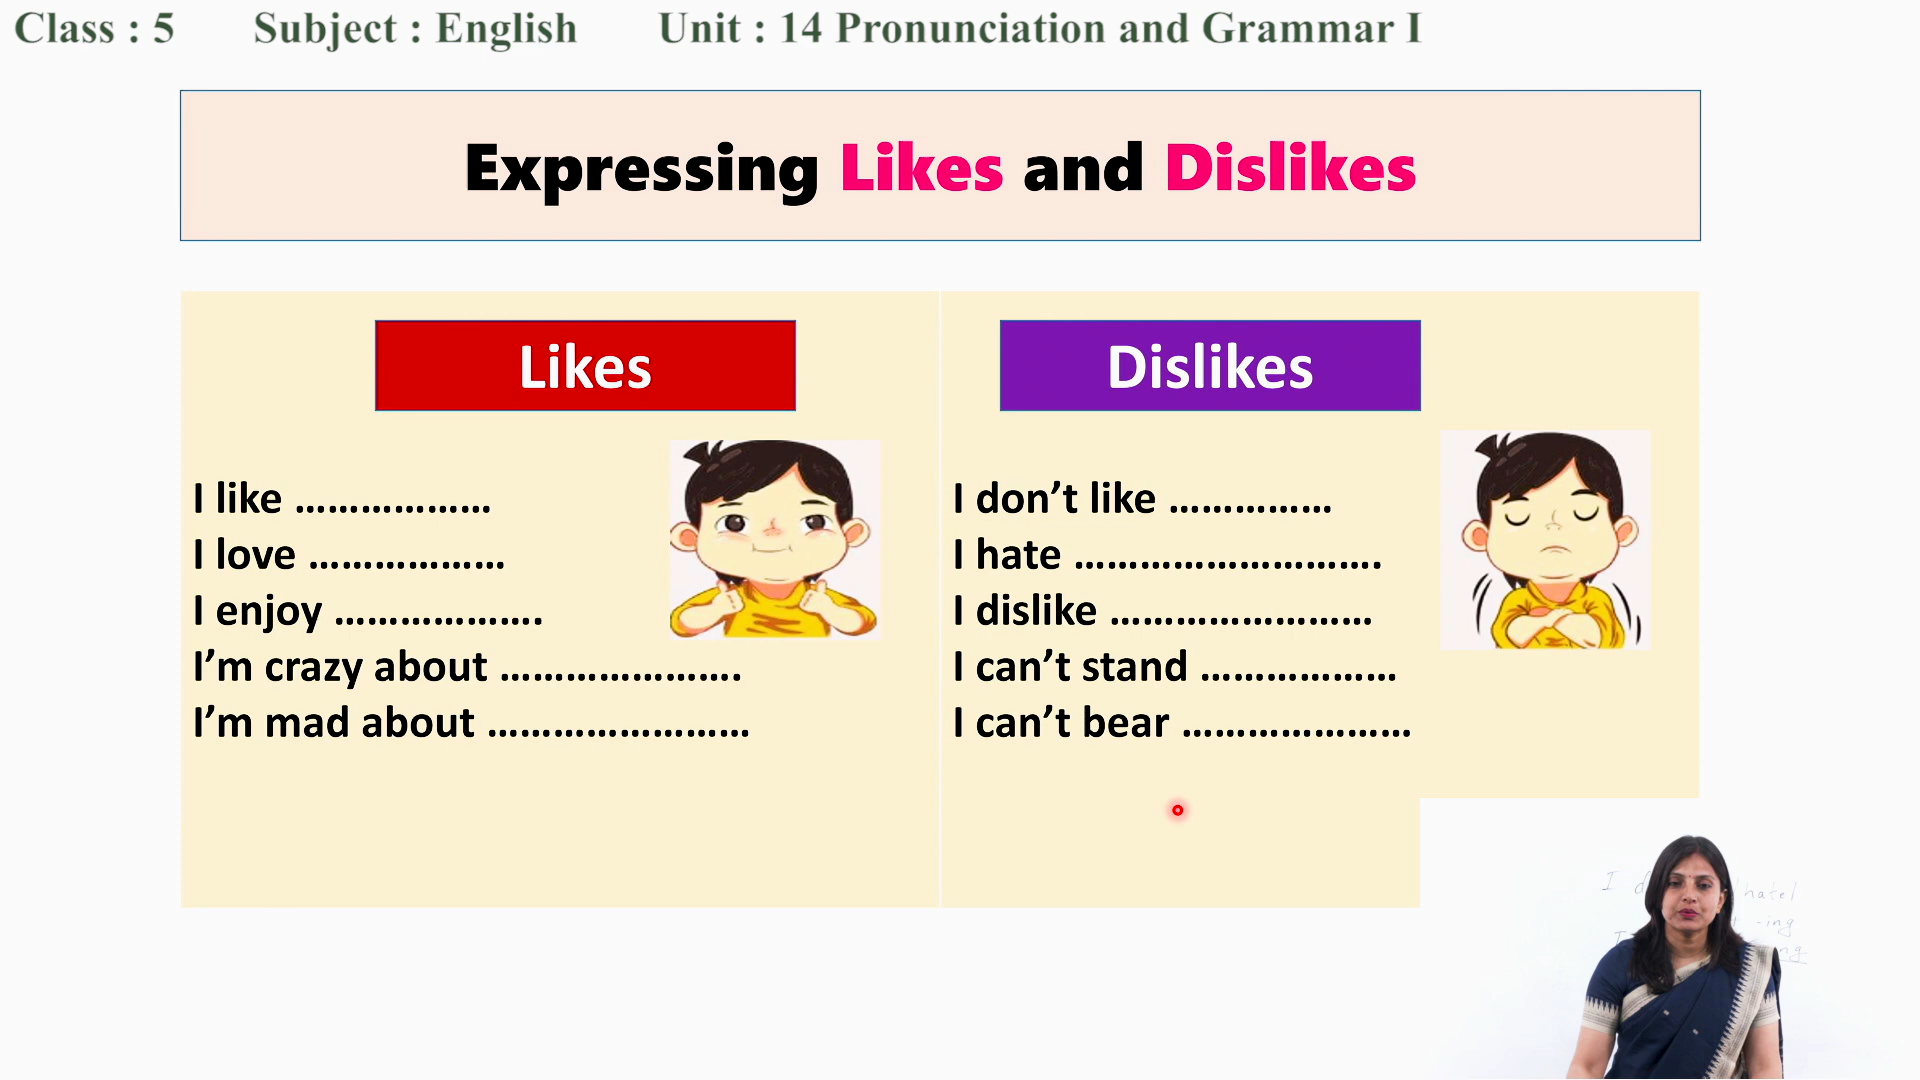 Class : 5 Subject : English Unit : 14 Pronunciation and Grammar I
Expressing Likes and Dislikes
Likes
I like ………………
I love ………………
I enjoy ……………….
I’m crazy about ………………….
I’m mad about ……………………
Dislikes
I don’t like ……………
I hate ……………………….
I dislike ……………………
I can’t stand ………………
I can’t bear …………………
I
-ing